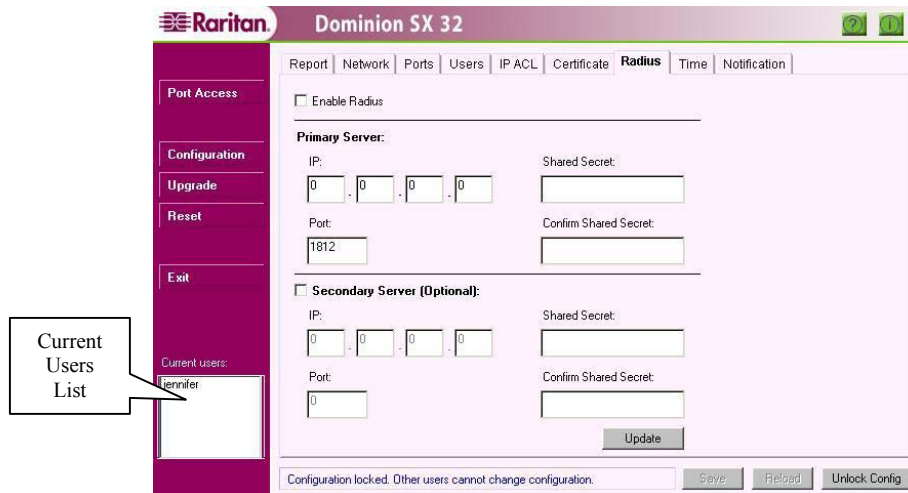 Raritan.
Dominion SX 32
? i
Report Network Ports Users IP ACL Certificate Radius Time Notification
Port Access
Configuration
Upgrade
Reset
Exit
Current users:
jennifer
Current
Users
List
Enable Radius
Primary Server:
IP: Shared Secret:
0 . 0 . 0 . 0
Port: Confirm Shared Secret:
1812
Secondary Server (Optional):
IP: Shared Secret:
0 . 0 . 0 . 0
Port: Confirm Shared Secret:
0
Update
Configuration locked. Other users cannot change configuration.
Save Reload Unlock Config